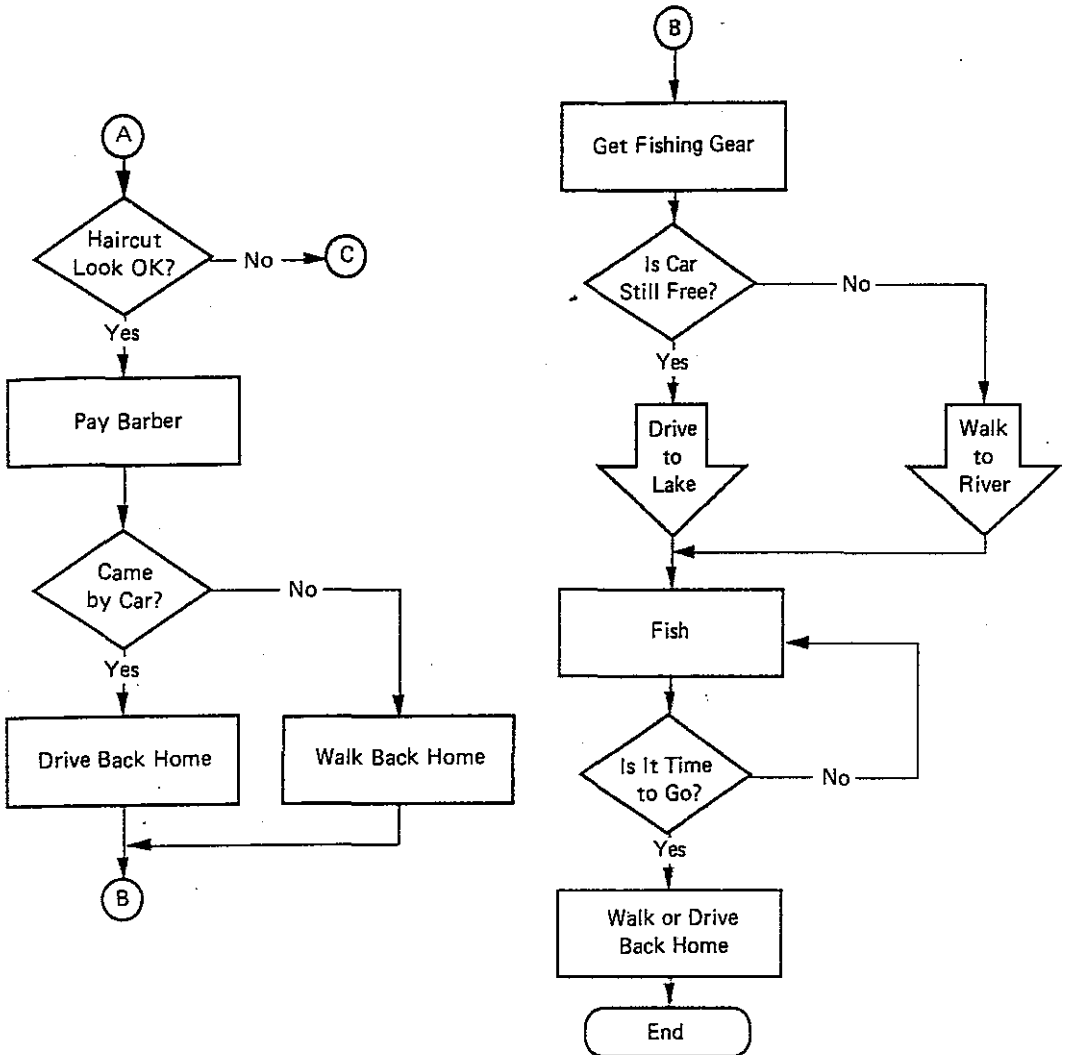 A
Haircut
Look OK?
No
C
Yes
Pay Barber
Came
by Car?
No
Yes
Drive Back Home
Walk Back Home
B
B
Get Fishing Gear
Is Car
Still Free?
No
Yes
Drive
to
Lake
Walk
to
River
Fish
Is It Time
to Go?
No
Yes
Walk or Drive
Back Home
End